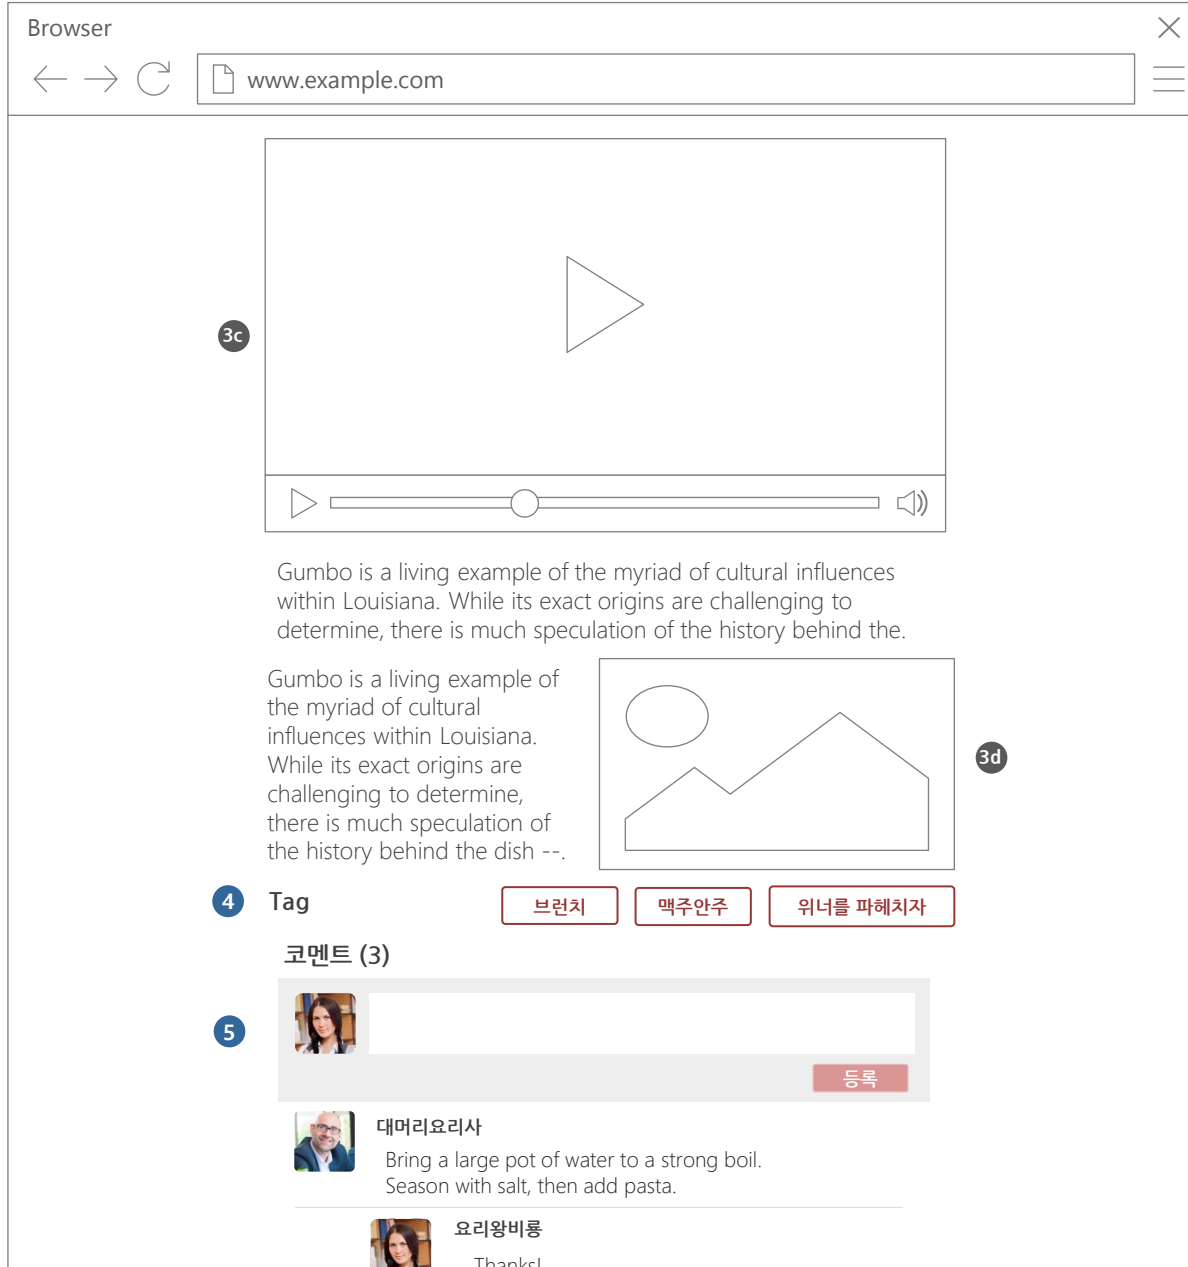 Browser
www.example.com
3c
Gumbo is a living example of the myriad of cultural influences
within Louisiana. While its exact origins are challenging to
determine, there is much speculation of the history behind the.
Gumbo is a living example of
the myriad of cultural
influences within Louisiana.
While its exact origins are
challenging to determine,
there is much speculation of
the history behind the dish --.
3d
4 Tag 브런치 맥주안주 위너를 파헤치자
코멘트 (3)
5
등록
대머리요리사
Bring a large pot of water to a strong boil.
Season with salt, then add pasta.
요리왕비룡
Thanks!